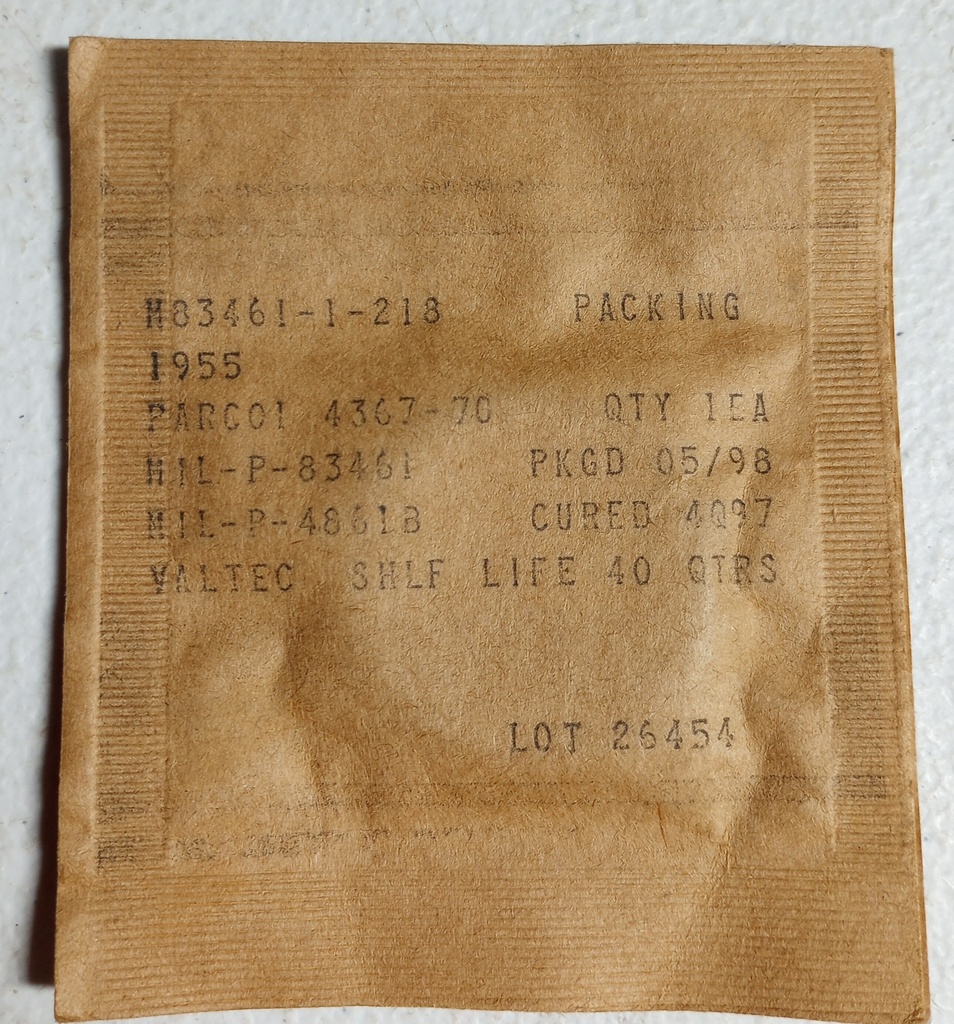 M83461-1-218 PACKING
1955
PARCO1 4367-70 QTY 1EA
MIL-P-83461 PKGD 05/98
MIL-P-4861B CURED 4Q97
VALTEC SHLF LIFE 40 QTRS
LOT 26454